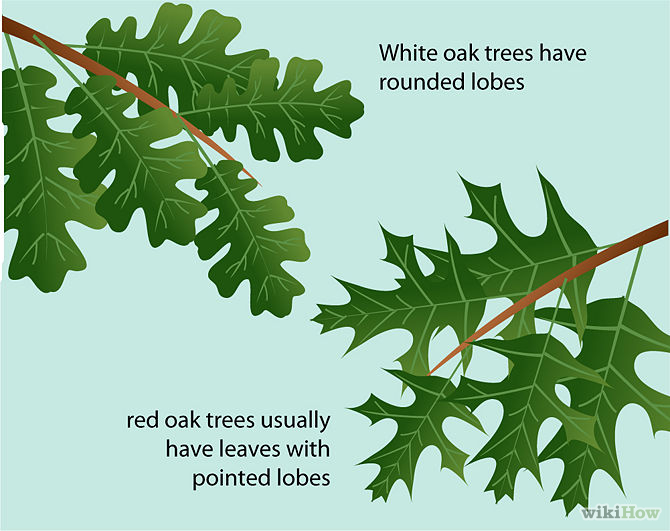 White oak trees have
rounded lobes
red oak trees usually
have leaves with
pointed lobes
wikiHow